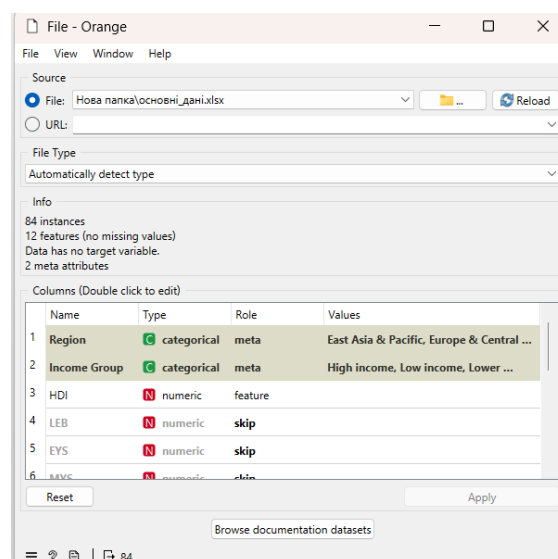 File - Orange
File View Window Help
Source
File: Нова папка\основні_дані.xlsx ... Reload
URL:
File Type
Automatically detect type
Info
84 instances
12 features (no missing values)
Data has no target variable.
2 meta attributes
Columns (Double click to edit)
Name Type Role Values
1 Region C categorical meta East Asia & Pacific, Europe & Central ...
2 Income Group C categorical meta High income, Low income, Lower ...
3 HDI N numeric feature
4 LEB N numeric skip
5 EYS N numeric skip
6 MYS N numeric skip
Reset Apply
Browse documentation datasets
? 84